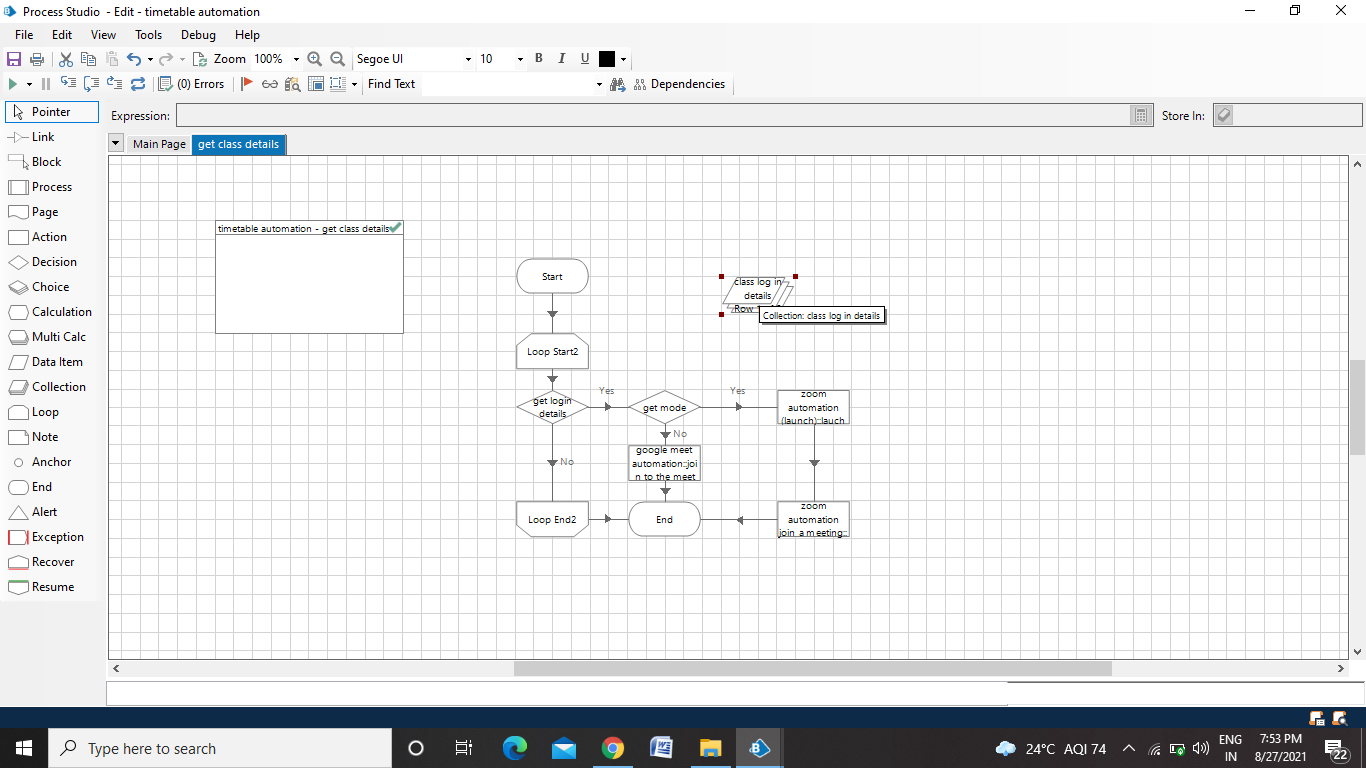 Process Studio - Edit - timetable automation
File Edit View Tools Debug Help
Zoom 100% Segoe UI 10 B I U
(0) Errors Find Text Dependencies
Pointer
Link
Block
Process
Page
Action
Decision
Choice
Calculation
Multi Calc
Data Item
Collection
Loop
Note
Anchor
End
Alert
Exception
Recover
Resume
Expression: Store In:
Main Page get class details
timetable automation - get class details
Start
class log in
details
Row
Collection: class log in details
Loop Start2
get login
details
Yes
get mode
Yes
zoom
automation
(launch)::lauch
No
No
google meet
automation::joi
n to the meet
Loop End2
End
zoom
automation
join a meeting::
Type here to search
24°C AQI 74
ENG
IN
7:53 PM
8/27/2021
22